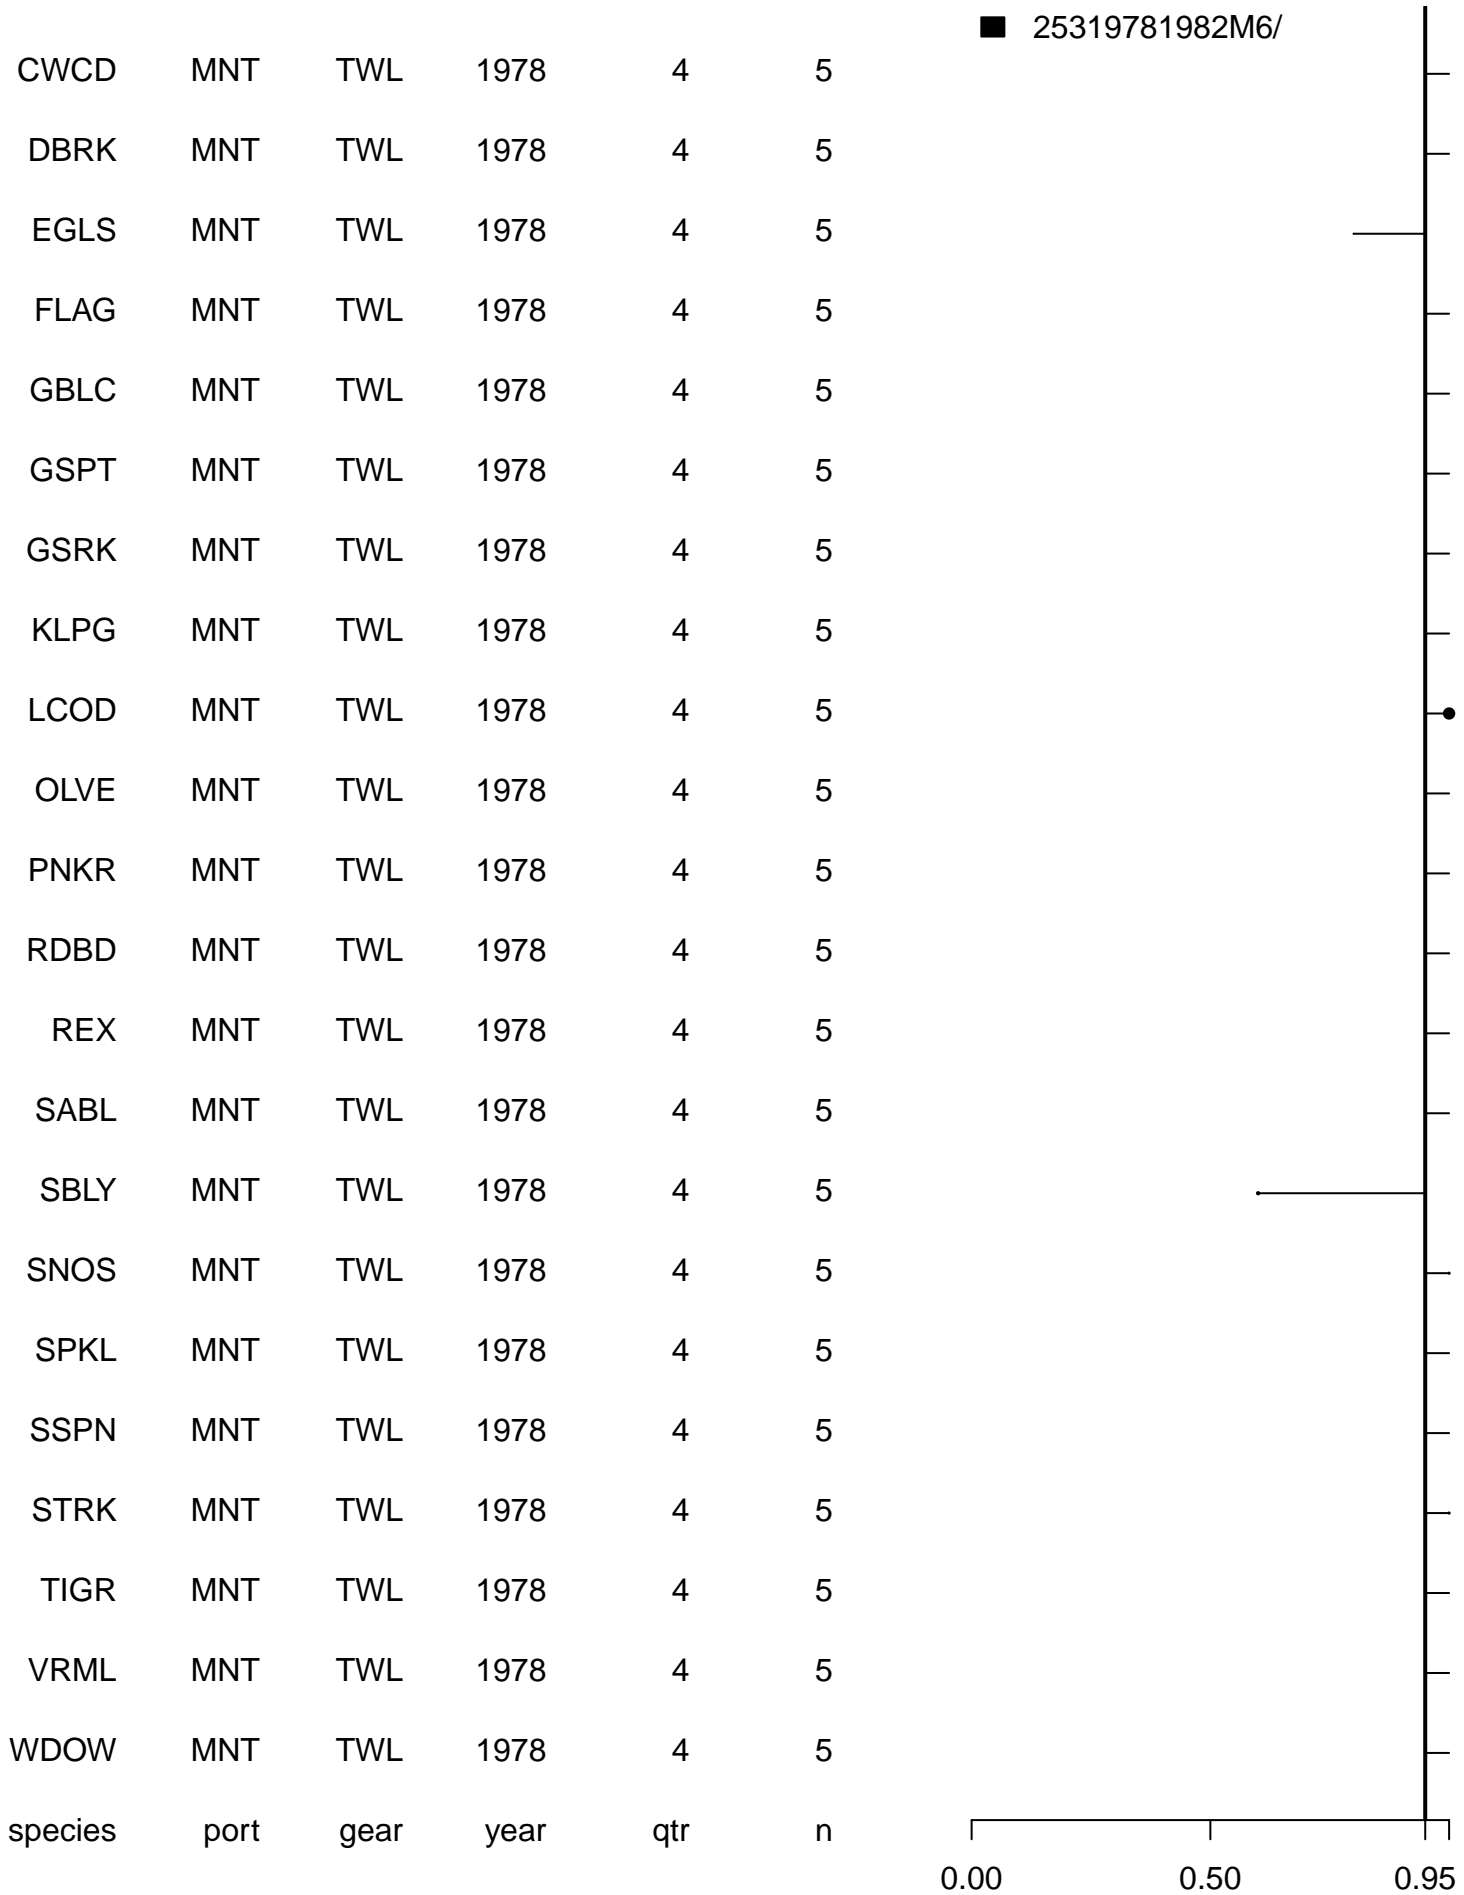 25319781982M6/
CWCD MNT TWL 1978 4 5
DBRK MNT TWL 1978 4 5
EGLS MNT TWL 1978 4 5
FLAG MNT TWL 1978 4 5
GBLC MNT TWL 1978 4 5
GSPT MNT TWL 1978 4 5
GSRK MNT TWL 1978 4 5
KLPG MNT TWL 1978 4 5
LCOD MNT TWL 1978 4 5
OLVE MNT TWL 1978 4 5
PNKR MNT TWL 1978 4 5
RDBD MNT TWL 1978 4 5
REX MNT TWL 1978 4 5
SABL MNT TWL 1978 4 5
SBLY MNT TWL 1978 4 5
SNOS MNT TWL 1978 4 5
SPKL MNT TWL 1978 4 5
SSPN MNT TWL 1978 4 5
STRK MNT TWL 1978 4 5
TIGR MNT TWL 1978 4 5
VRML MNT TWL 1978 4 5
WDOW MNT TWL 1978 4 5
species port gear year qtr n
0.00 0.50 0.95